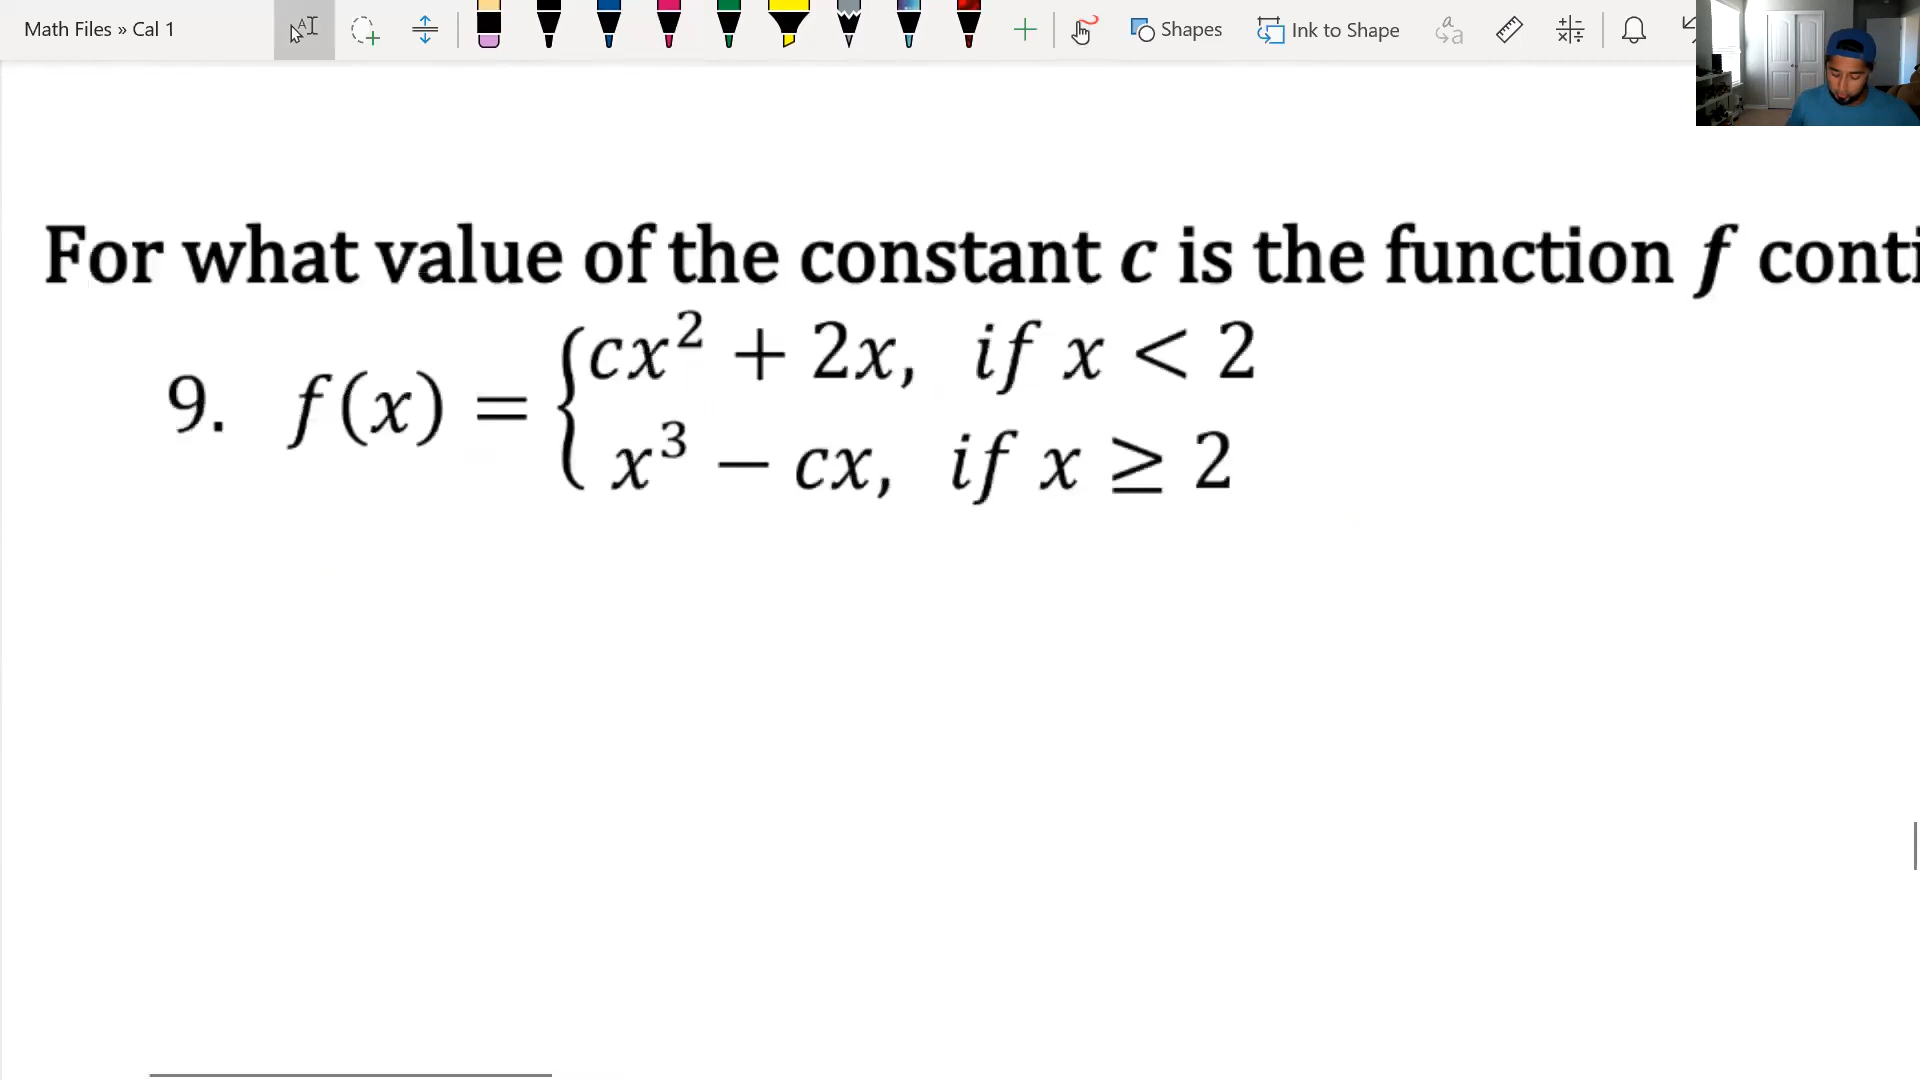 Math Files » Cal 1
Shapes
Ink to Shape
For what value of the constant c is the function f conti
9. f(x) = { cx² + 2x, if x < 2
x³ − cx, if x ≥ 2